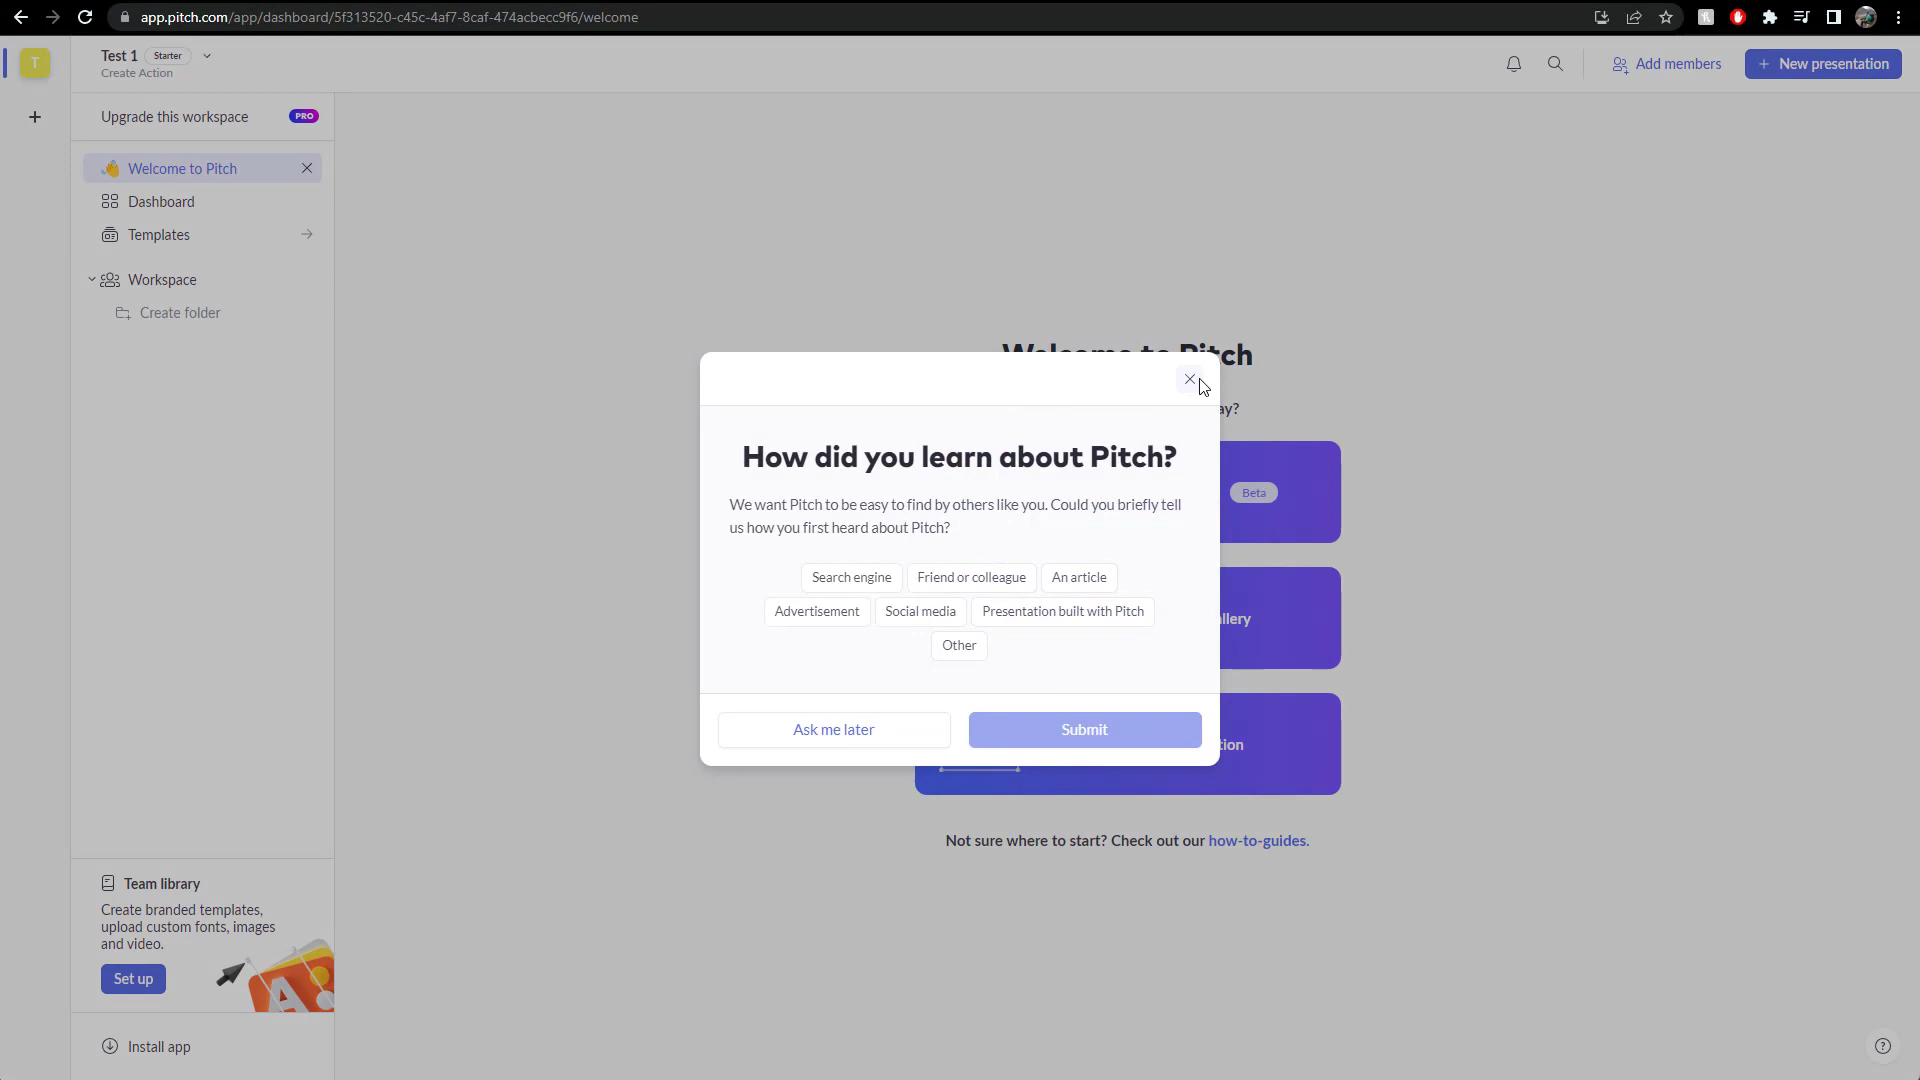 app.pitch.com/app/dashboard/5f313520-c45c-4af7-8caf-474acbecc9f6/welcome
T
Test 1 Starter
Create Action
Add members
+ New presentation
Upgrade this workspace PRO
Welcome to Pitch
Dashboard
Templates
Workspace
Create folder
Welcome to Pitch
ay?
How did you learn about Pitch?
We want Pitch to be easy to find by others like you. Could you briefly tell
us how you first heard about Pitch?
Search engine Friend or colleague An article
Advertisement Social media Presentation built with Pitch
Other
Ask me later Submit
Beta
llery
tion
Not sure where to start? Check out our how-to-guides.
Team library
Create branded templates,
upload custom fonts, images
and video.
Set up
A
Install app